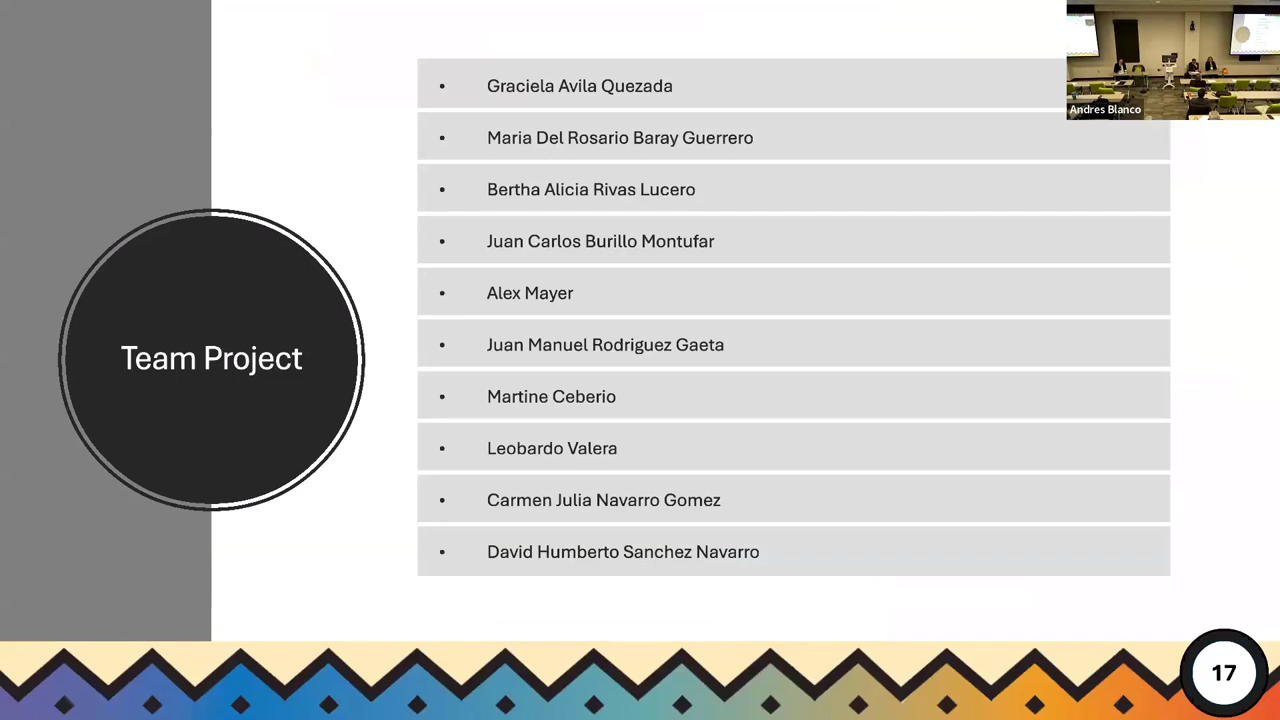 Andres Blanco
Team Project
• Graciela Avila Quezada
• Maria Del Rosario Baray Guerrero
• Bertha Alicia Rivas Lucero
• Juan Carlos Burillo Montufar
• Alex Mayer
• Juan Manuel Rodriguez Gaeta
• Martine Ceberio
• Leobardo Valera
• Carmen Julia Navarro Gomez
• David Humberto Sanchez Navarro
17